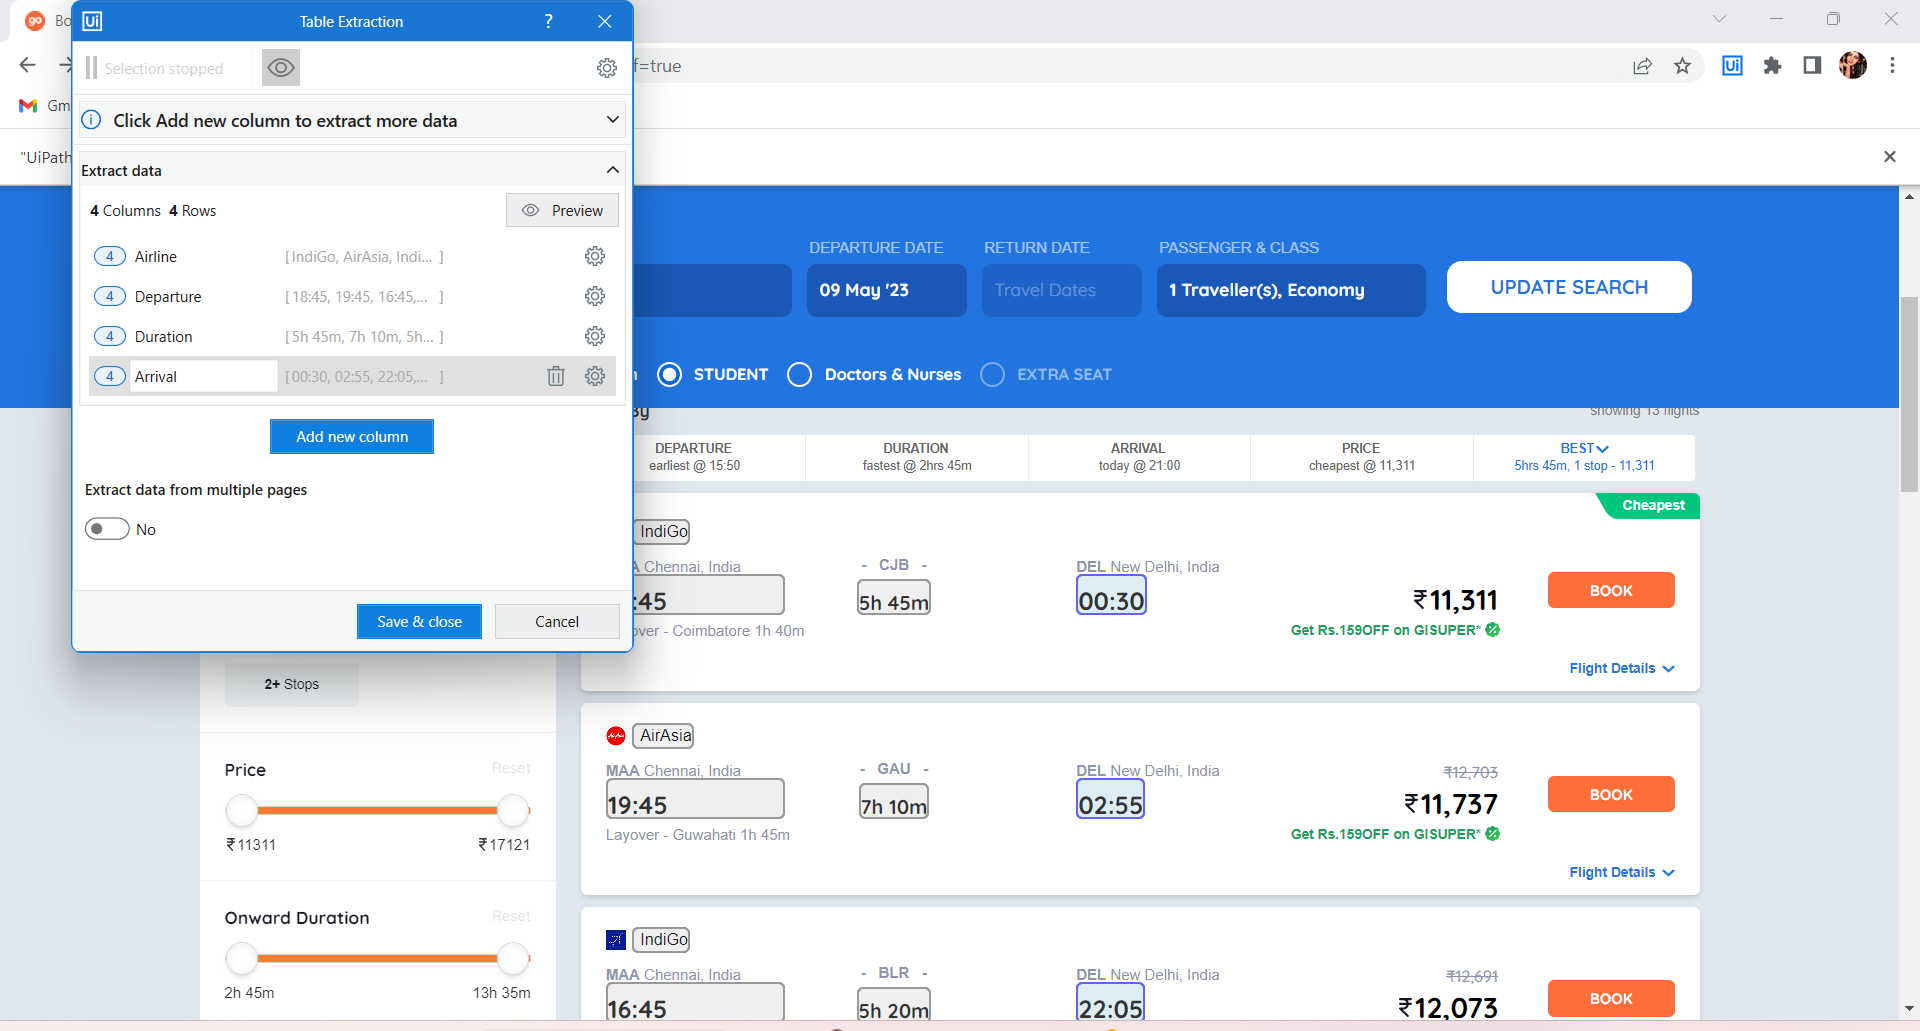 Ui Table Extraction ?
go Bo
Selection stopped
f=true
Ui
Gm
Click Add new column to extract more data
"UiPath
Extract data
4 Columns 4 Rows
Preview
4 Airline [ IndiGo, AirAsia, Indi... ]
4 Departure [ 18:45, 19:45, 16:45,... ]
4 Duration [ 5h 45m, 7h 10m, 5h... ]
4 Arrival [ 00:30, 02:55, 22:05,... ]
Add new column
Extract data from multiple pages
No
Save & close Cancel
DEPARTURE DATE RETURN DATE PASSENGER & CLASS
09 May '23 Travel Dates 1 Traveller(s), Economy UPDATE SEARCH
STUDENT Doctors & Nurses EXTRA SEAT
By showing 13 flights
DEPARTURE DURATION ARRIVAL PRICE BEST
earliest @ 15:50 fastest @ 2hrs 45m today @ 21:00 cheapest @ 11,311 5hrs 45m, 1 stop - 11,311
Cheapest
IndiGo
A Chennai, India - CJB - DEL New Delhi, India
:45 5h 45m 00:30 ₹11,311 BOOK
over - Coimbatore 1h 40m Get Rs.159OFF on GISUPER*
Flight Details
2+ Stops
AirAsia
MAA Chennai, India - GAU - DEL New Delhi, India ₹12,703
19:45 7h 10m 02:55 ₹11,737 BOOK
Layover - Guwahati 1h 45m Get Rs.159OFF on GISUPER*
Flight Details
Price Reset
₹11311 ₹17121
Onward Duration Reset
2h 45m 13h 35m
IndiGo
MAA Chennai, India - BLR - DEL New Delhi, India ₹12,691
16:45 5h 20m 22:05 ₹12,073 BOOK